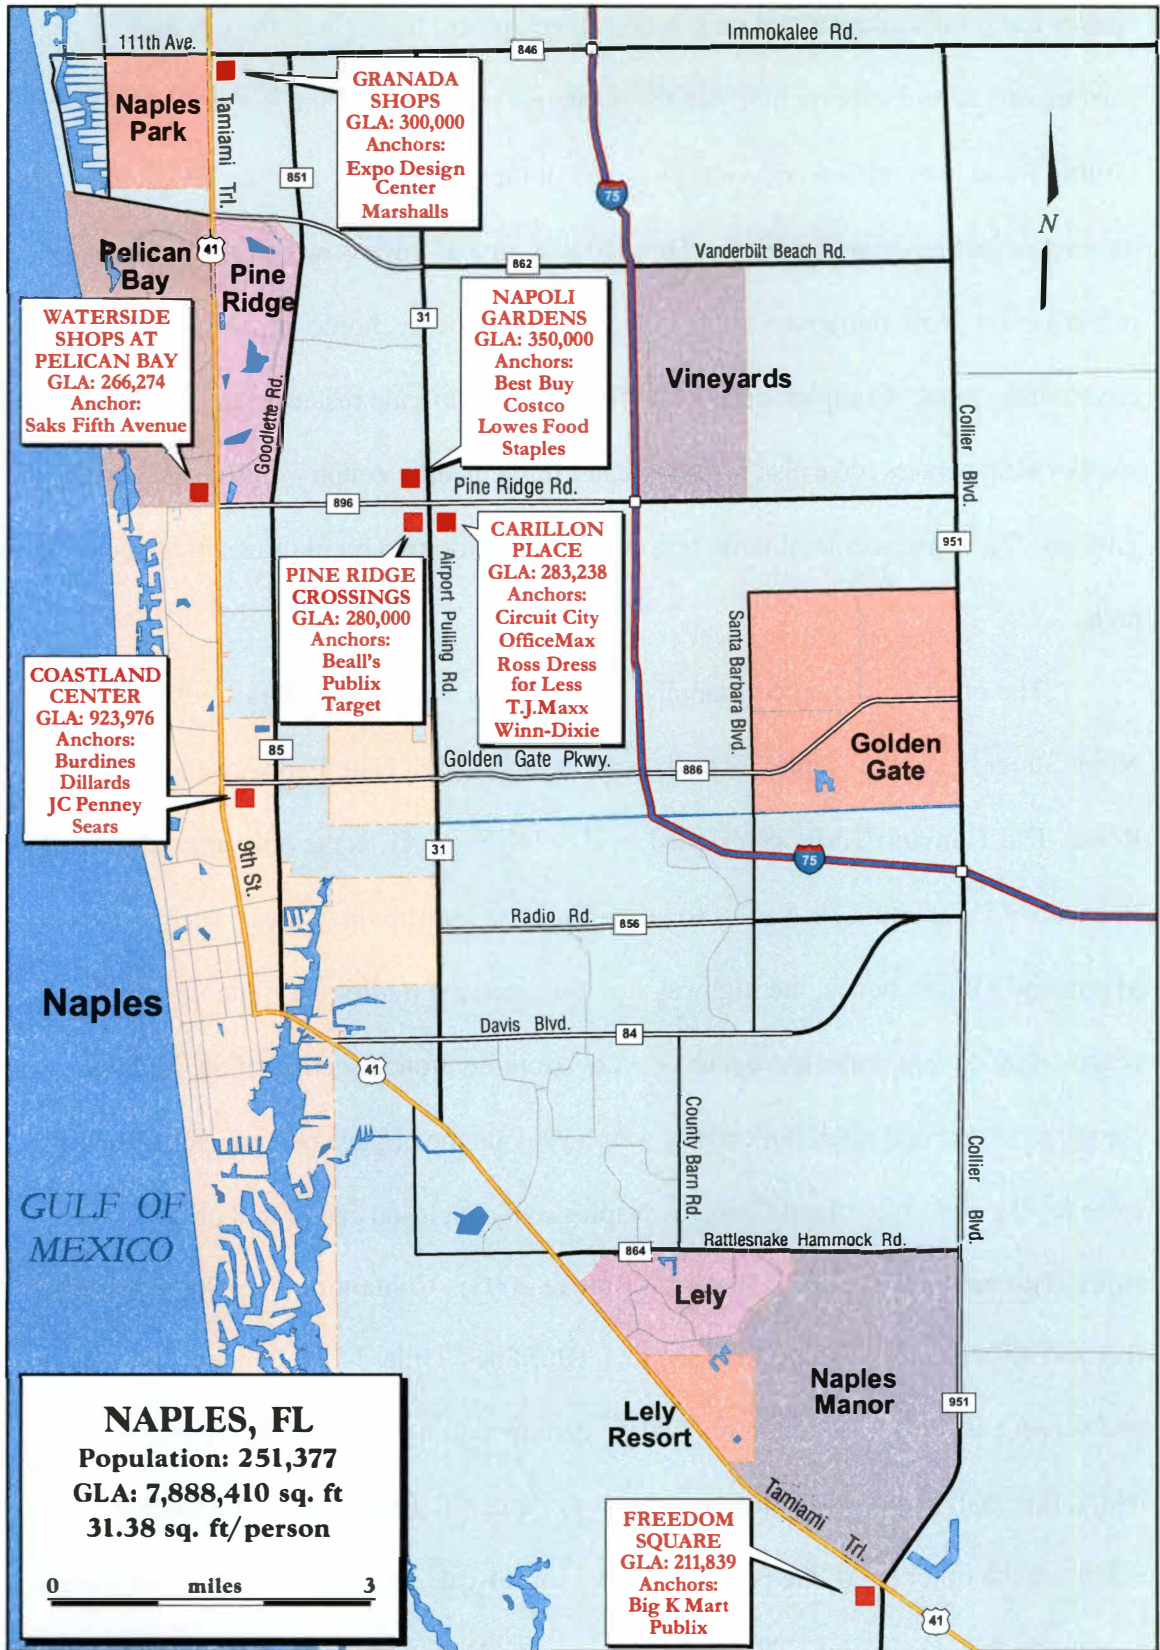 111th Ave.
846
Immokalee Rd.
Naples
Park
Tamiami Trl.
GRANADA
SHOPS
GLA: 300,000
Anchors:
Expo Design
Center
Marshalls
851
75
N
Pelican
Bay
41
Pine
Ridge
862
Vanderbilt Beach Rd.
WATERSIDE
SHOPS AT
PELICAN BAY
GLA: 266,274
Anchor:
Saks Fifth Avenue
31
NAPOLI
GARDENS
GLA: 350,000
Anchors:
Best Buy
Costco
Lowes Food
Staples
Vineyards
Goodlette Rd.
Collier Blvd.
896
Pine Ridge Rd.
951
PINE RIDGE
CROSSINGS
GLA: 280,000
Anchors:
Beall's
Publix
Target
Airport Pulling Rd.
CARILLON
PLACE
GLA: 283,238
Anchors:
Circuit City
OfficeMax
Ross Dress
for Less
T.J.Maxx
Winn-Dixie
Santa Barbara Blvd.
COASTLAND
CENTER
GLA: 923,976
Anchors:
Burdines
Dillards
JC Penney
Sears
85
Golden Gate Pkwy.
886
Golden
Gate
9th St.
31
75
Radio Rd.
856
Naples
Davis Blvd.
84
41
County Barn Rd.
Collier Blvd.
GULF OF
MEXICO
864
Rattlesnake Hammock Rd.
Lely
Naples
Manor
951
Lely
Resort
Tamiami Trl.
NAPLES, FL
Population: 251,377
GLA: 7,888,410 sq. ft
31.38 sq. ft/person
0 miles 3
FREEDOM
SQUARE
GLA: 211,839
Anchors:
Big K Mart
Publix
41